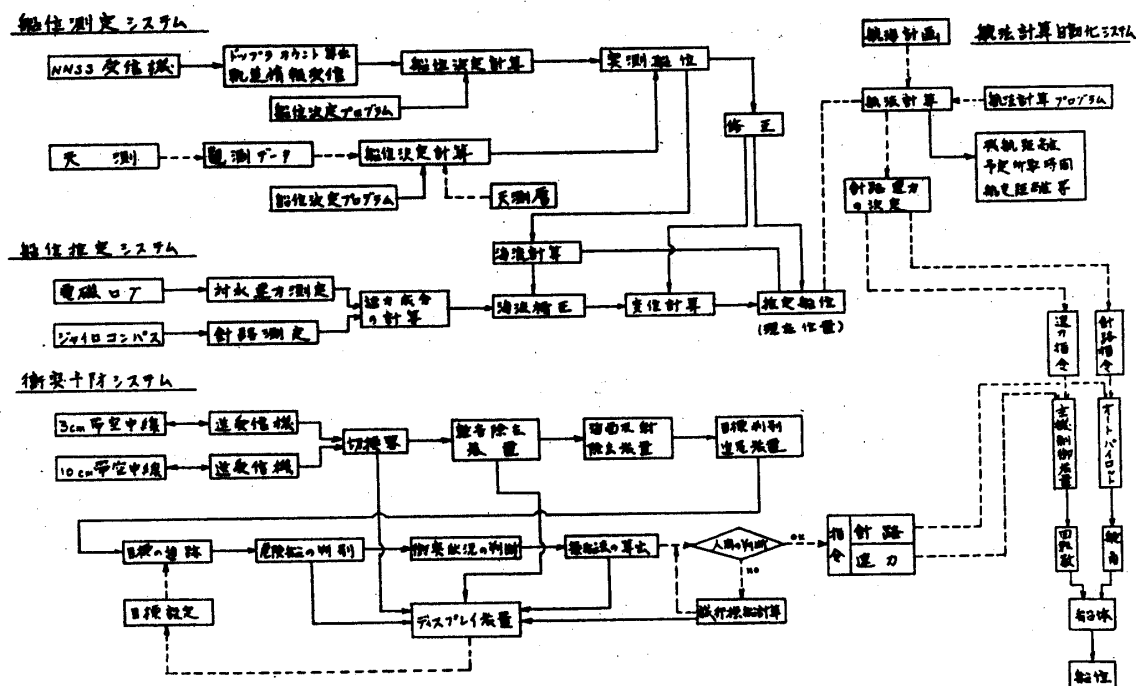 船位測定システム
NNSS 受信機
ドップラ カウント 算出
軌道情報受信
船位決定計算
実測船位
船位決定プログラム
修正
天測
観測データ
船位決定計算
船位決定プログラム
天測暦
航海計画
航法計算自動化システム
航法計算
航法計算プログラム
残航距離
予定所要時間
航走距離等
針路速力
の決定
船位推定システム
海流計算
電磁ログ
対水速力測定
速力成分
の計算
海流補正
変位計算
推定船位
(現在位置)
ジャイロコンパス
針路測定
速力指令
針路指令
衝突予防システム
3cm帯空中線
送受信機
切換器
雑音除去
装置
海面反射
除去装置
目標判別
追尾装置
10cm帯空中線
送受信機
主機制御装置
オートパイロット
目標の追跡
危険船の判別
衝突状況の判断
操船法の算出
人間の判断
OK
NO
指令
針路
速力
回転数
舵角
目標設定
ディスプレイ装置
試行操船計算
船体
船位